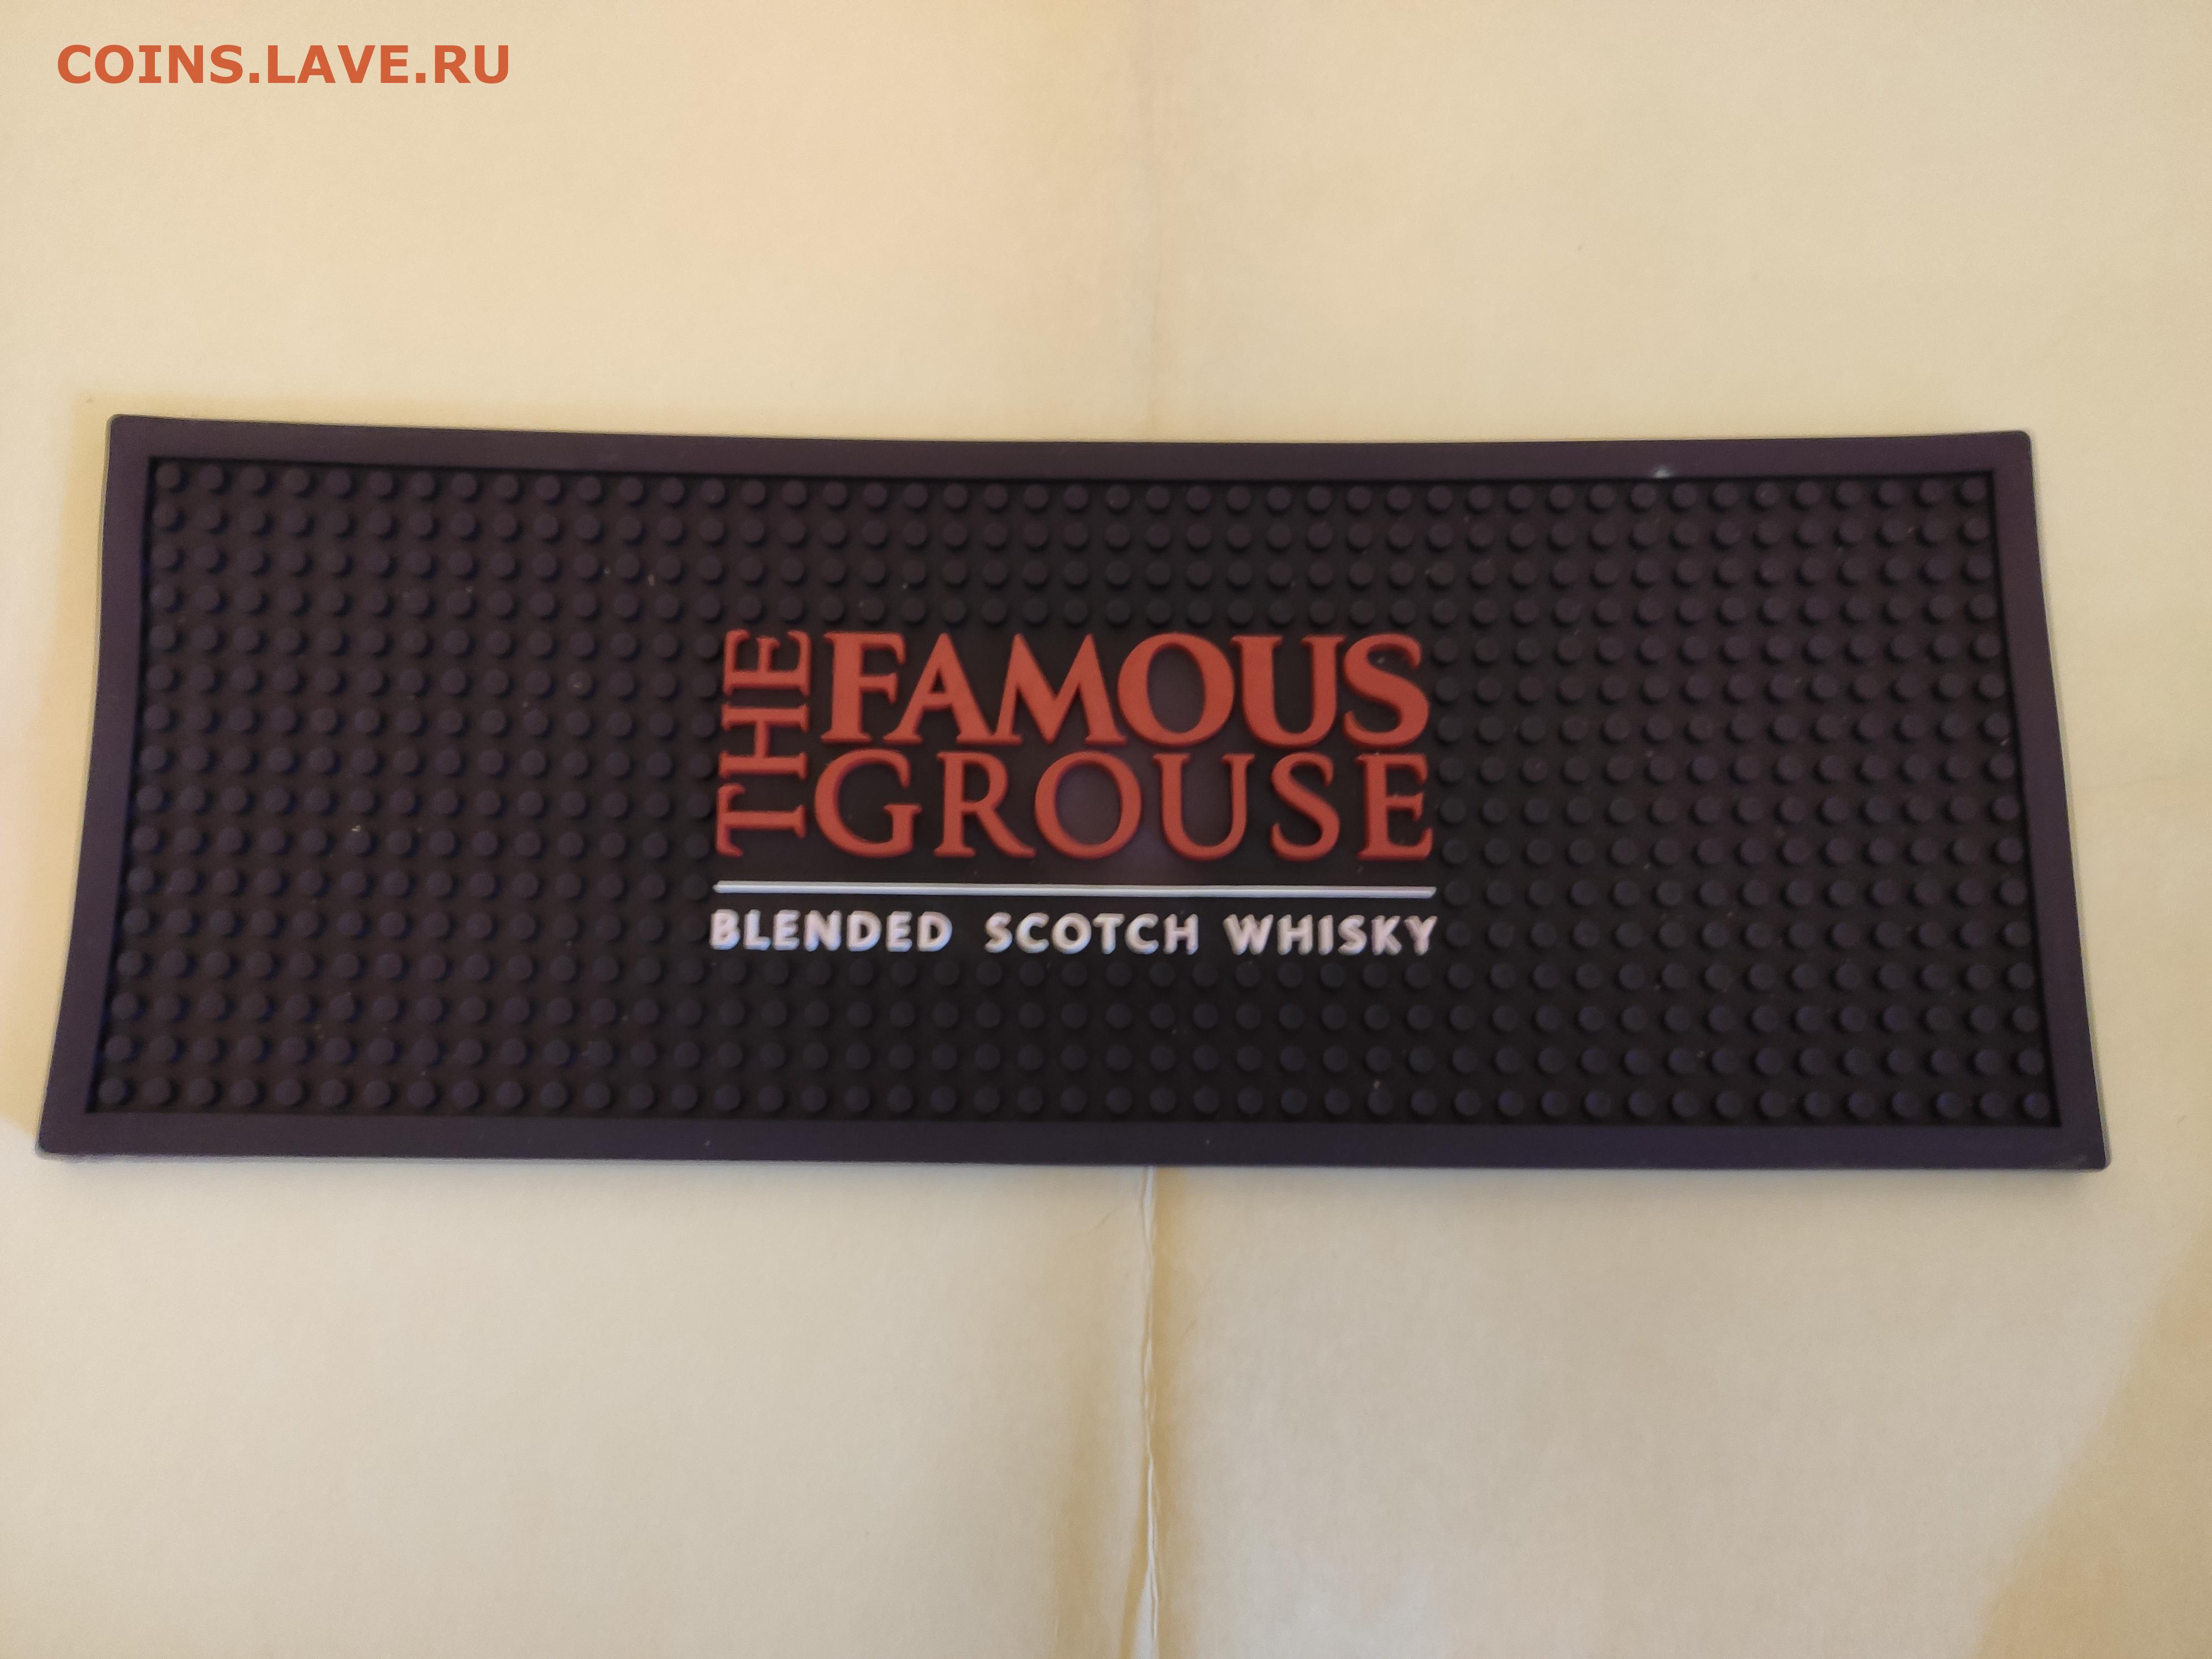 COINS.LAVE.RU
THE FAMOUS
GROUSE
BLENDED SCOTCH WHISKY